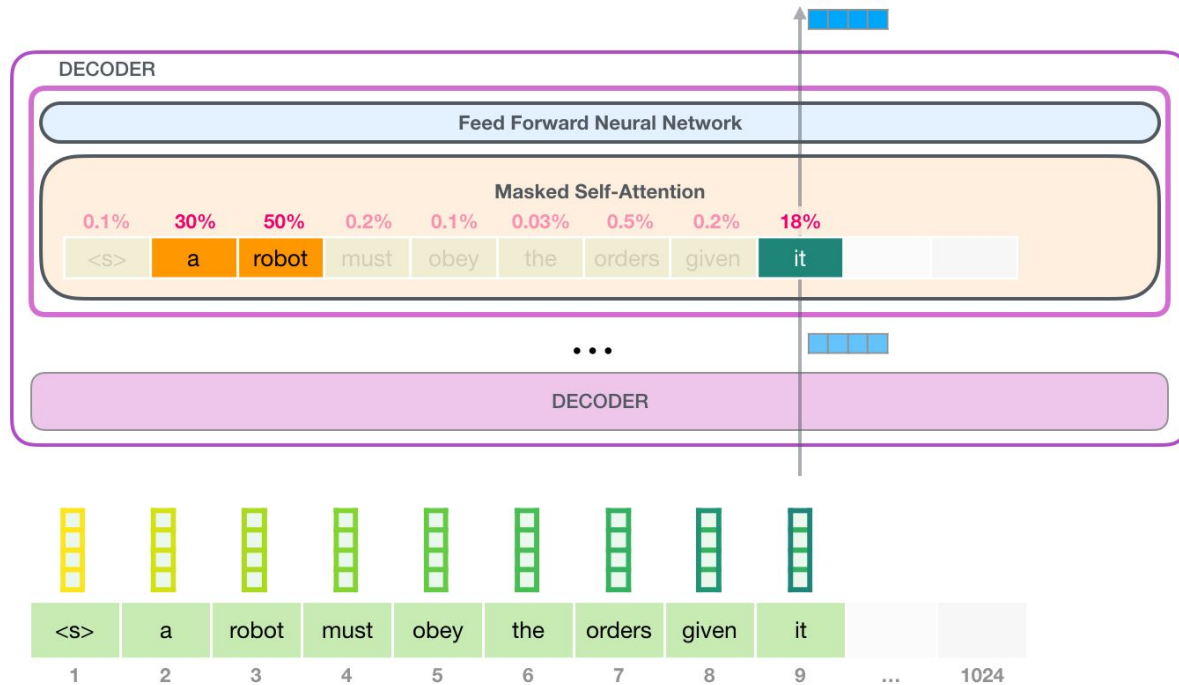 DECODER
Feed Forward Neural Network
Masked Self-Attention
0.1% 30% 50% 0.2% 0.1% 0.03% 0.5% 0.2% 18%
<s> a robot must obey the orders given it
...
DECODER
<s> a robot must obey the orders given it
1 2 3 4 5 6 7 8 9 ... 1024